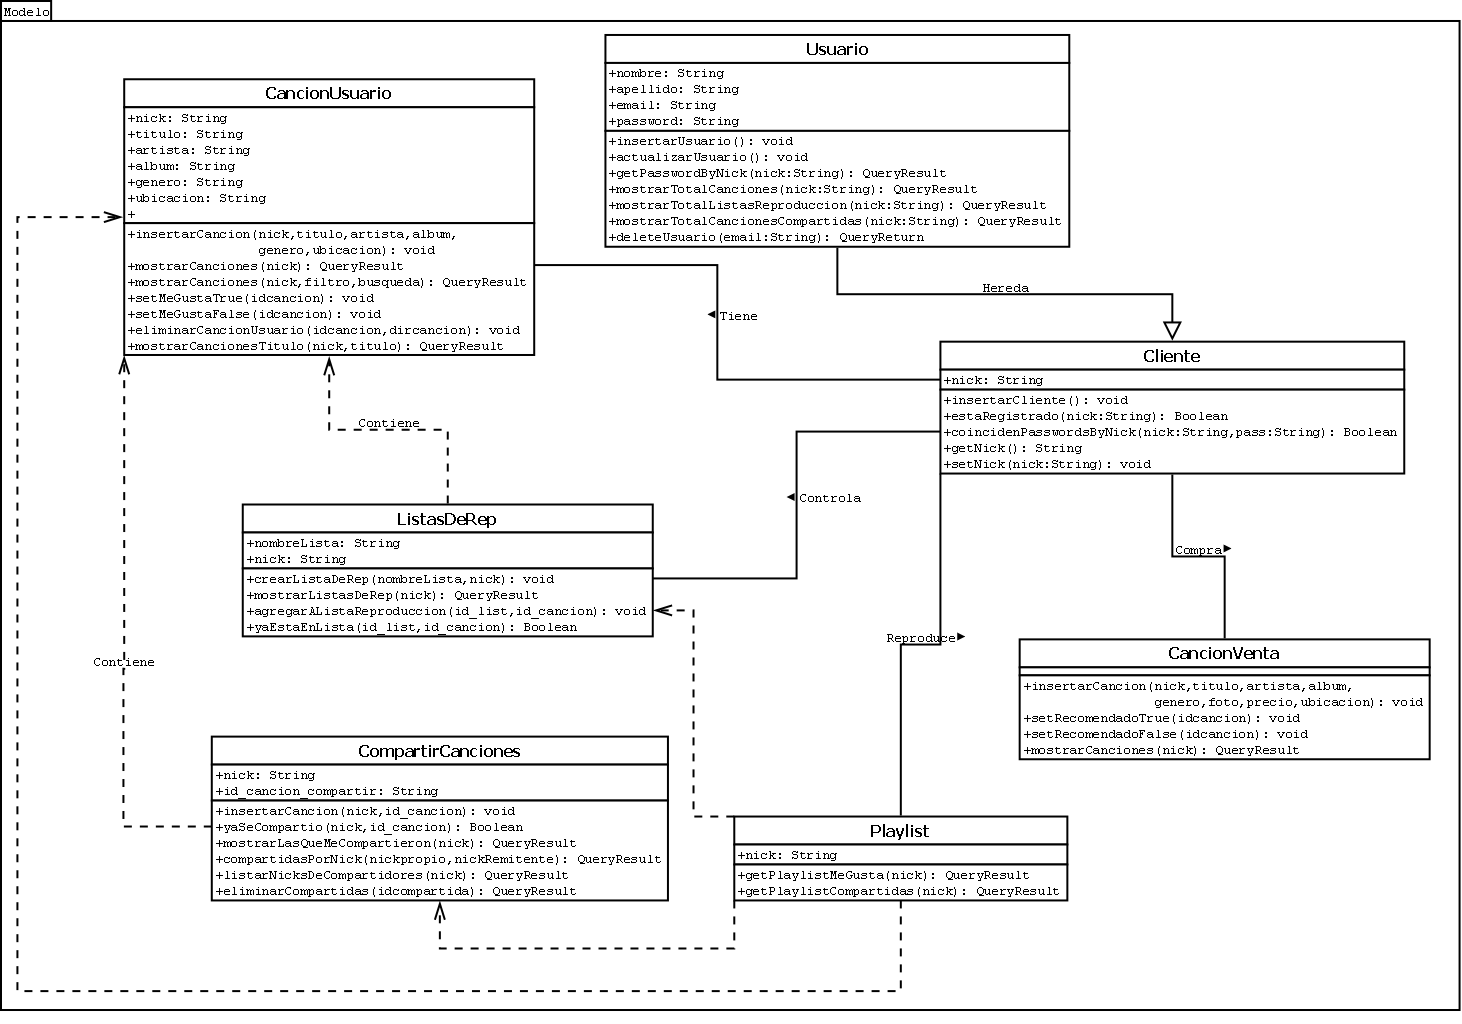 Modelo
Usuario
+nombre: String
+apellido: String
+email: String
+password: String
+insertarUsuario(): void
+actualizarUsuario(): void
+getPasswordByNick(nick:String): QueryResult
+mostrarTotalCanciones(nick:String): QueryResult
+mostrarTotalListasReproduccion(nick:String): QueryResult
+mostrarTotalCancionesCompartidas(nick:String): QueryResult
+deleteUsuario(email:String): QueryReturn
CancionUsuario
+nick: String
+titulo: String
+artista: String
+album: String
+genero: String
+ubicacion: String
+
+insertarCancion(nick,titulo,artista,album,
genero,ubicacion): void
+mostrarCanciones(nick): QueryResult
+mostrarCanciones(nick,filtro,busqueda): QueryResult
+setMeGustaTrue(idcancion): void
+setMeGustaFalse(idcancion): void
+eliminarCancionUsuario(idcancion,dircancion): void
+mostrarCancionesTitulo(nick,titulo): QueryResult
Hereda
Tiene
Cliente
+nick: String
+insertarCliente(): void
+estaRegistrado(nick:String): Boolean
+coincidenPasswordsByNick(nick:String,pass:String): Boolean
+getNick(): String
+setNick(nick:String): void
Contiene
Controla
ListasDeRep
+nombreLista: String
+nick: String
+crearListaDeRep(nombreLista,nick): void
+mostrarListasDeRep(nick): QueryResult
+agregarAListaReproduccion(id_list,id_cancion): void
+yaEstaEnLista(id_list,id_cancion): Boolean
Compra
Reproduce
Contiene
CancionVenta
+insertarCancion(nick,titulo,artista,album,
genero,foto,precio,ubicacion): void
+setRecomendadoTrue(idcancion): void
+setRecomendadoFalse(idcancion): void
+mostrarCanciones(nick): QueryResult
CompartirCanciones
+nick: String
+id_cancion_compartir: String
+insertarCancion(nick,id_cancion): void
+yaSeCompartio(nick,id_cancion): Boolean
+mostrarLasQueMeCompartieron(nick): QueryResult
+compartidasPorNick(nickpropio,nickRemitente): QueryResult
+listarNicksDeCompartidores(nick): QueryResult
+eliminarCompartidas(idcompartida): QueryResult
Playlist
+nick: String
+getPlaylistMeGusta(nick): QueryResult
+getPlaylistCompartidas(nick): QueryResult